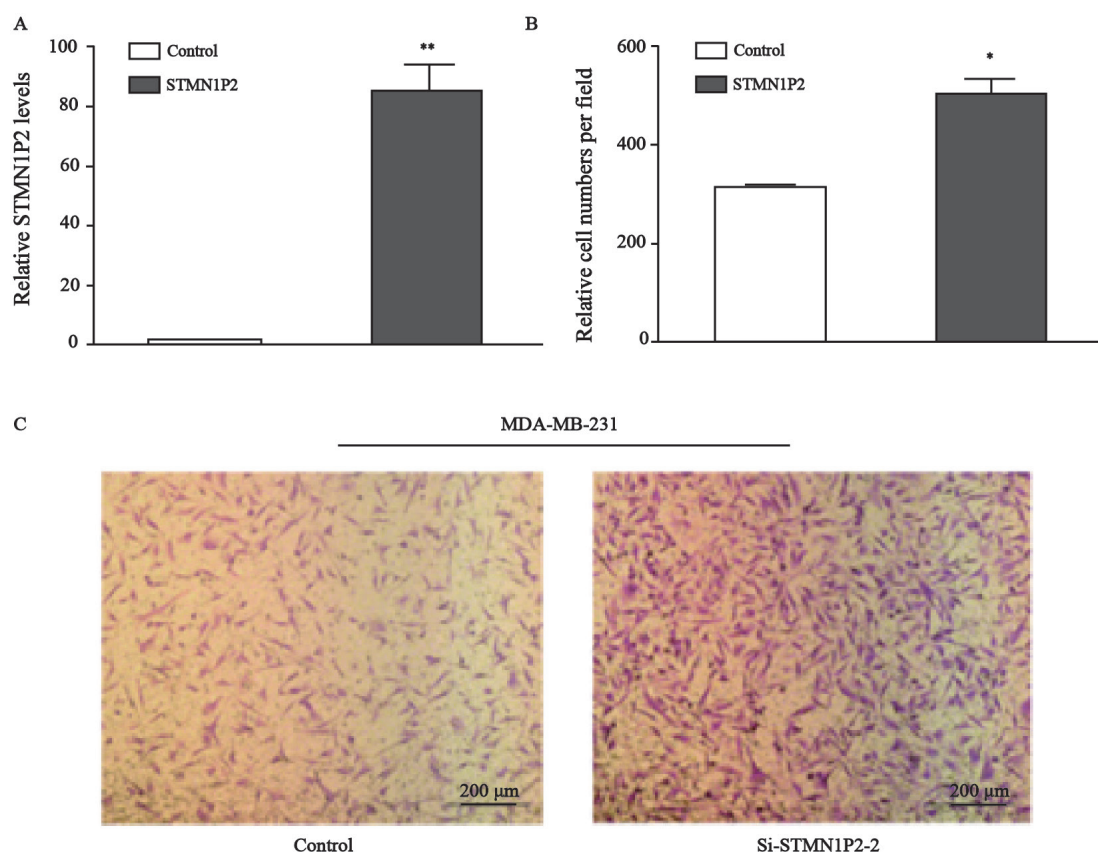 A
Relative STMN1P2 levels
100
80
60
40
20
0
Control
STMN1P2
**
B
Relative cell numbers per field
600
400
200
0
Control
STMN1P2
*
C
MDA-MB-231
200 µm
200 µm
Control
Si-STMN1P2-2